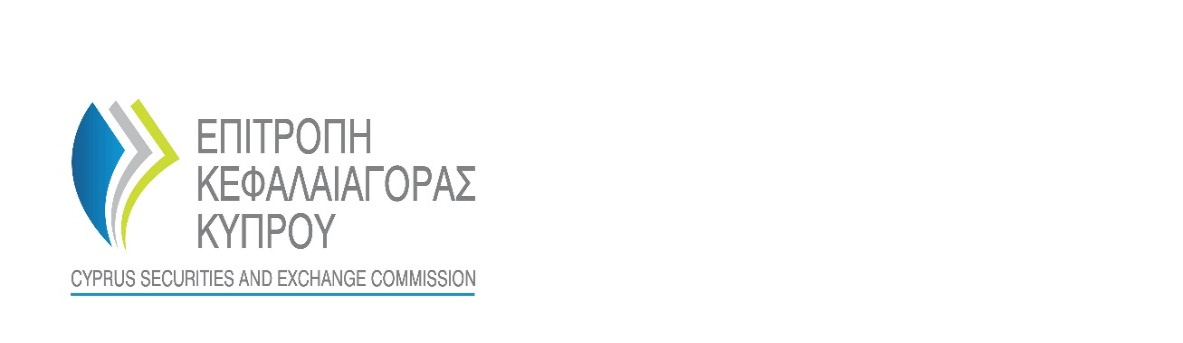 ΕΠΙΤΡΟΠΗ
ΚΕΦΑΛΑΙΑΓΟΡΑΣ
ΚΥΠΡΟΥ
CYPRUS SECURITIES AND EXCHANGE COMMISSION